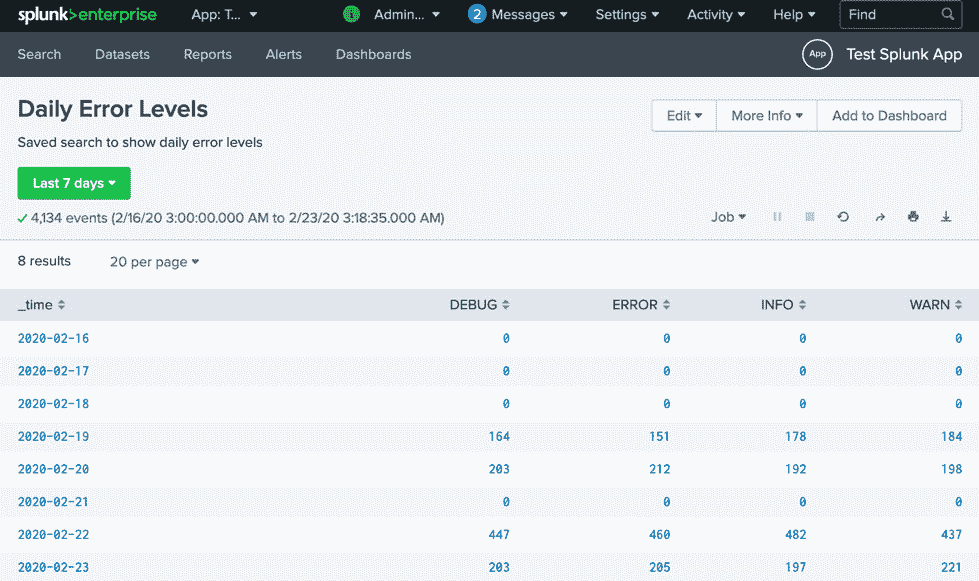 splunk>enterprise App: T... Admin... 2 Messages Settings Activity Help Find
Search Datasets Reports Alerts Dashboards App Test Splunk App
Daily Error Levels
Edit More Info Add to Dashboard
Saved search to show daily error levels
Last 7 days
4,134 events (2/16/20 3:00:00.000 AM to 2/23/20 3:18:35.000 AM) Job
8 results 20 per page
_time DEBUG ERROR INFO WARN
2020-02-16 0 0 0 0
2020-02-17 0 0 0 0
2020-02-18 0 0 0 0
2020-02-19 164 151 178 184
2020-02-20 203 212 192 198
2020-02-21 0 0 0 0
2020-02-22 447 460 482 437
2020-02-23 203 205 197 221